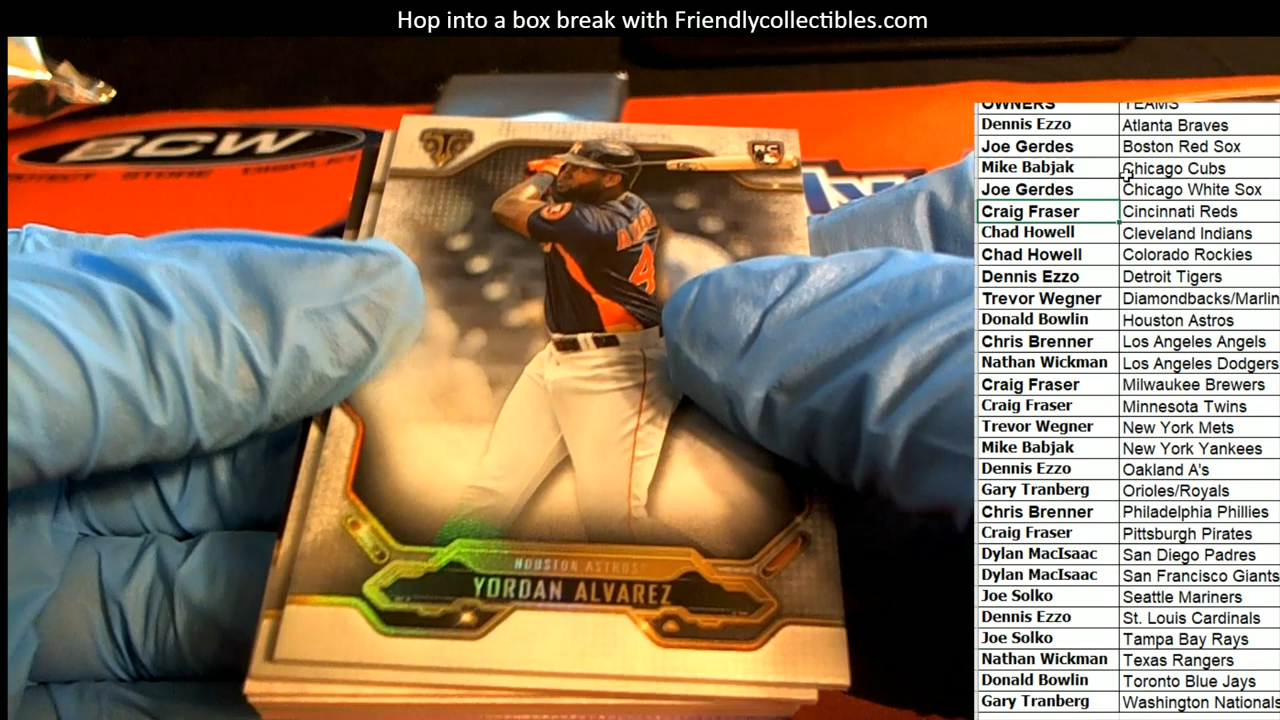 Hop into a box break with Friendlycollectibles.com
BCW
RC
HOUSTON ASTROS
YORDAN ALVAREZ
OWNERS TEAMS
Dennis Ezzo Atlanta Braves
Joe Gerdes Boston Red Sox
Mike Babjak Chicago Cubs
Joe Gerdes Chicago White Sox
Craig Fraser Cincinnati Reds
Chad Howell Cleveland Indians
Chad Howell Colorado Rockies
Dennis Ezzo Detroit Tigers
Trevor Wegner Diamondbacks/Marlin
Donald Bowlin Houston Astros
Chris Brenner Los Angeles Angels
Nathan Wickman Los Angeles Dodgers
Craig Fraser Milwaukee Brewers
Craig Fraser Minnesota Twins
Trevor Wegner New York Mets
Mike Babjak New York Yankees
Dennis Ezzo Oakland A's
Gary Tranberg Orioles/Royals
Chris Brenner Philadelphia Phillies
Craig Fraser Pittsburgh Pirates
Dylan MacIsaac San Diego Padres
Dylan MacIsaac San Francisco Giants
Joe Solko Seattle Mariners
Dennis Ezzo St. Louis Cardinals
Joe Solko Tampa Bay Rays
Nathan Wickman Texas Rangers
Donald Bowlin Toronto Blue Jays
Gary Tranberg Washington Nationals